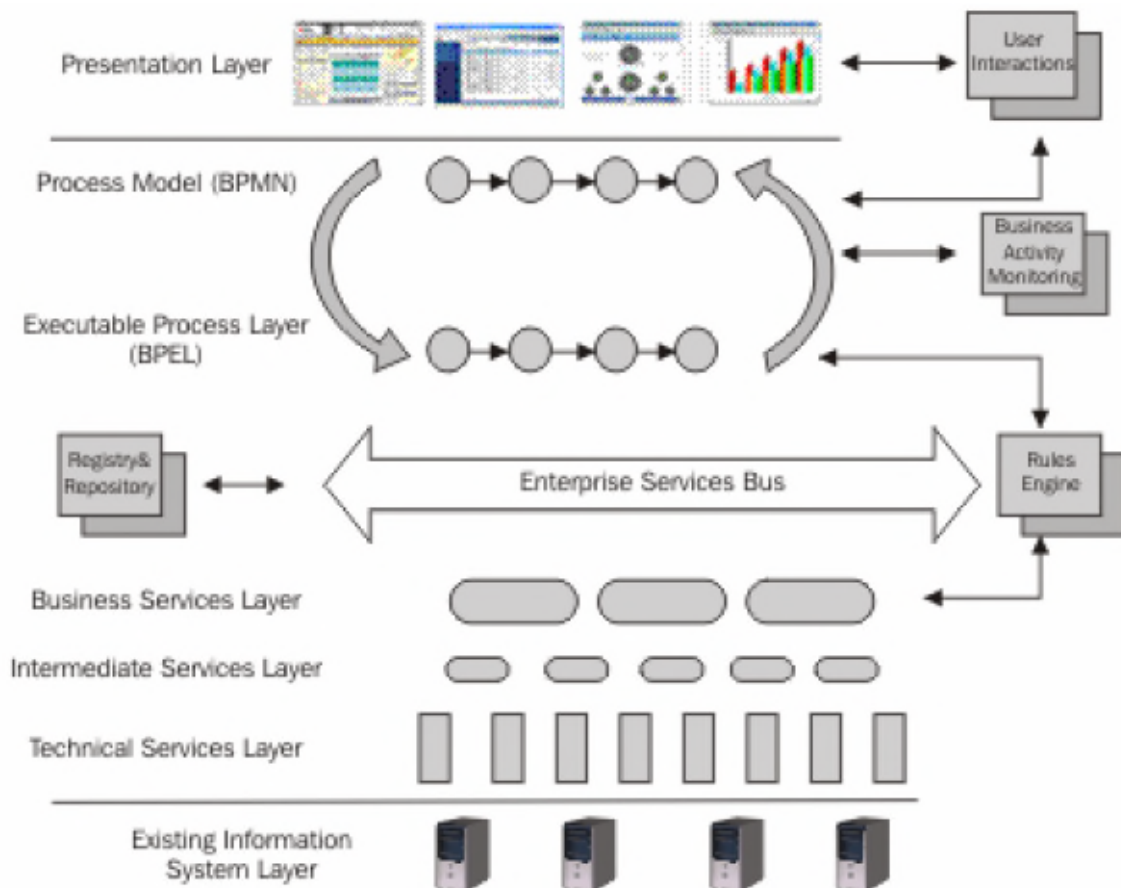 Presentation Layer
User
Interactions
Process Model (BPMN)
Business
Activity
Monitoring
Executable Process Layer
(BPEL)
Registry&
Repository
Enterprise Services Bus
Rules
Engine
Business Services Layer
Intermediate Services Layer
Technical Services Layer
Existing Information
System Layer